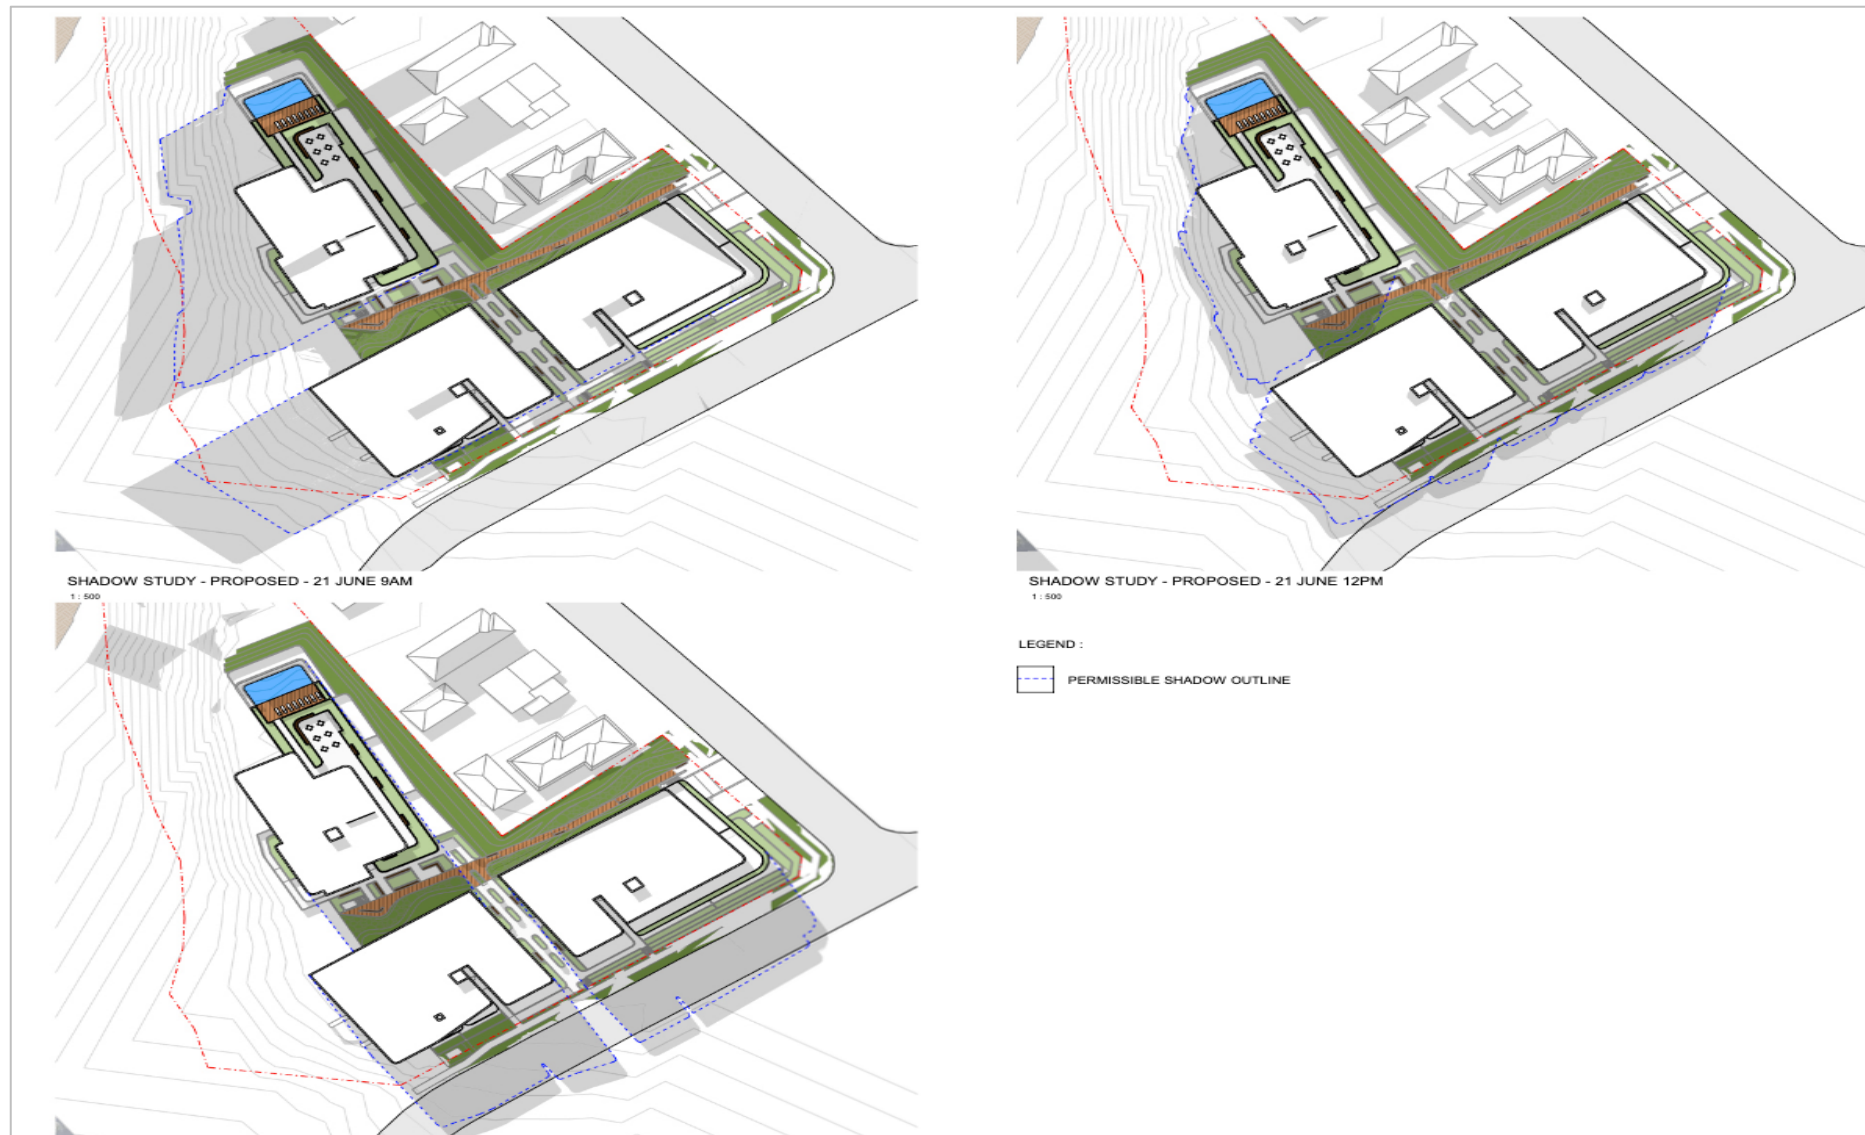 SHADOW STUDY - PROPOSED - 21 JUNE 9AM
1 : 500
SHADOW STUDY - PROPOSED - 21 JUNE 12PM
1 : 500
LEGEND :
PERMISSIBLE SHADOW OUTLINE